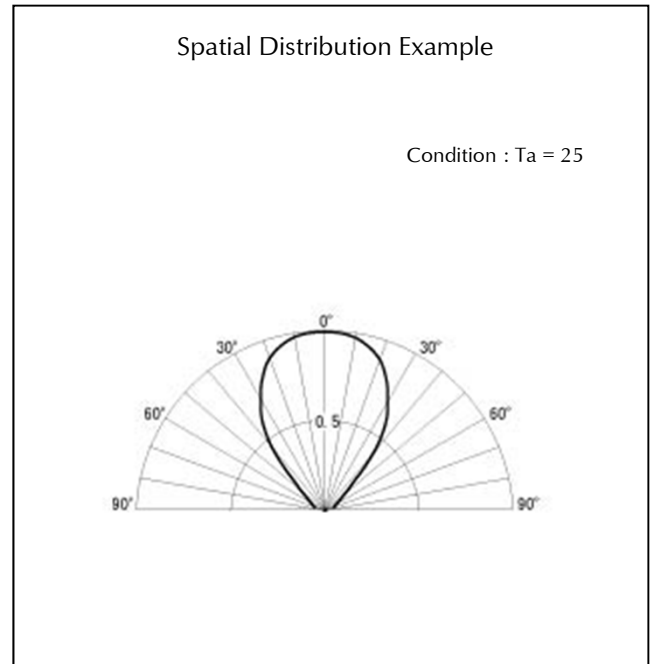 Spatial Distribution Example
Condition : Ta = 25
0°
30° 30°
60° 60°
0. 5
90° 90°